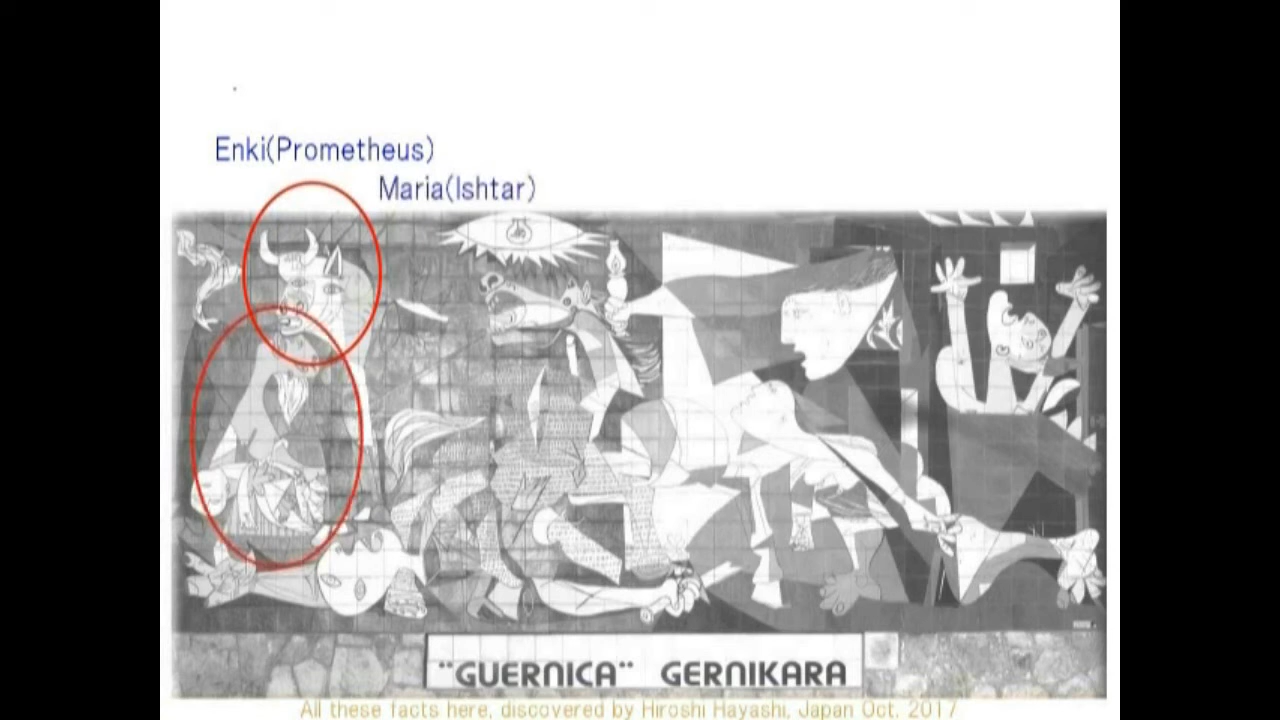 Enki(Prometheus)
Maria(Ishtar)
¨GUERNICA¨ GERNIKARA
All these facts here, discovered by Hiroshi Hayashi, Japan Oct. 2017